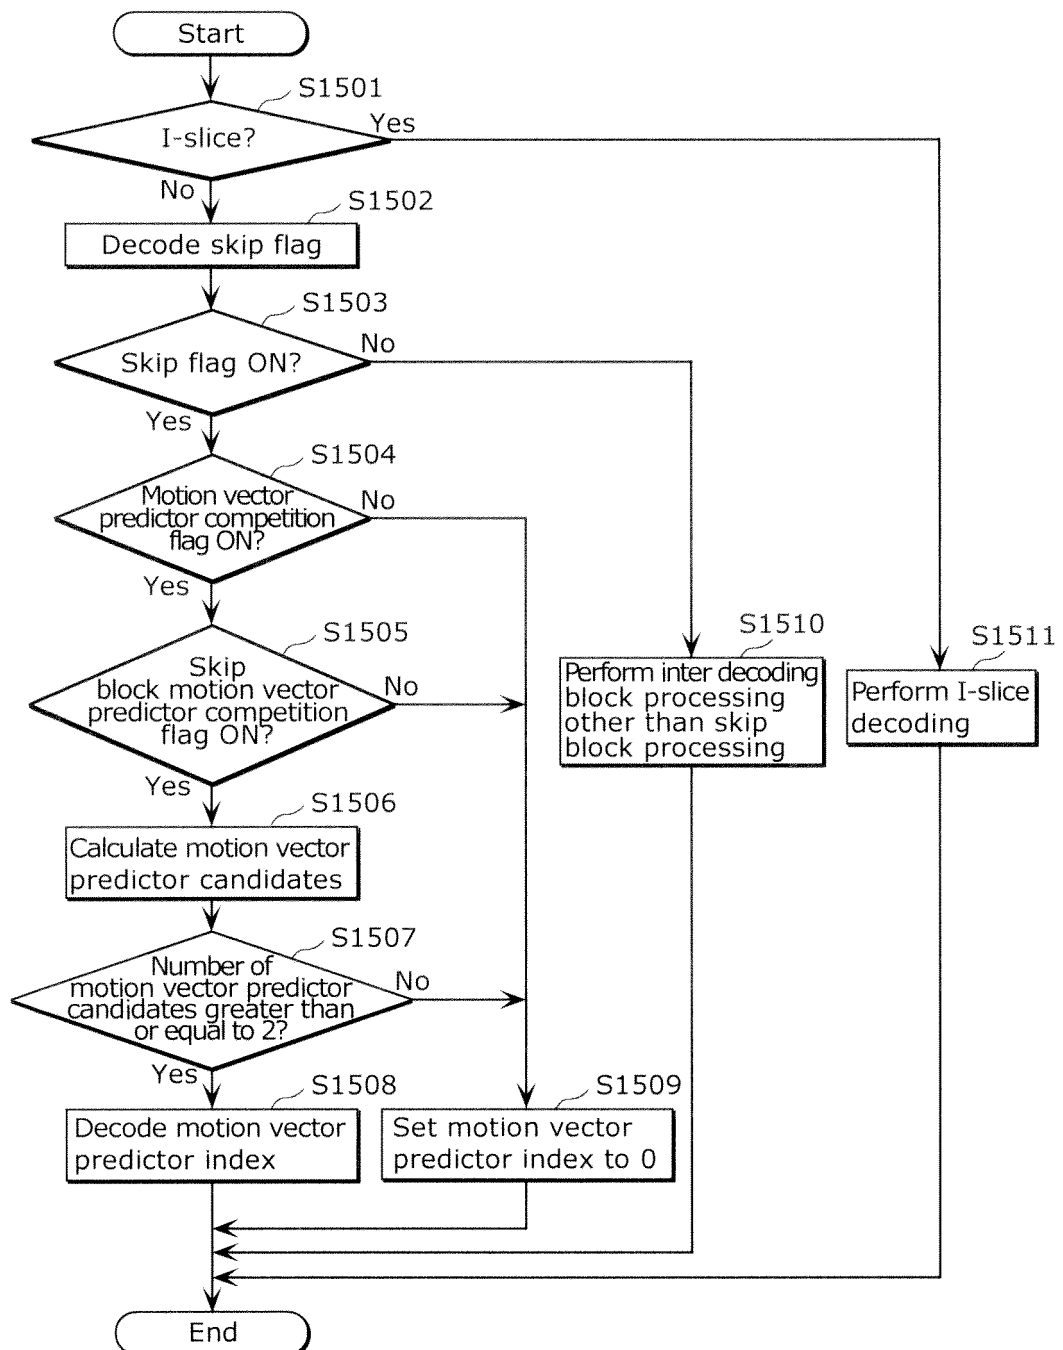 Start
S1501
I-slice?
Yes
No
S1502
Decode skip flag
S1503
Skip flag ON?
No
Yes
S1504
Motion vector
predictor competition
flag ON?
No
Yes
S1505
Skip
block motion vector
predictor competition
flag ON?
No
Yes
S1510
Perform inter decoding
block processing
other than skip
block processing
S1511
Perform I-slice
decoding
S1506
Calculate motion vector
predictor candidates
S1507
Number of
motion vector predictor
candidates greater than
or equal to 2?
No
Yes
S1508
Decode motion vector
predictor index
S1509
Set motion vector
predictor index to 0
End